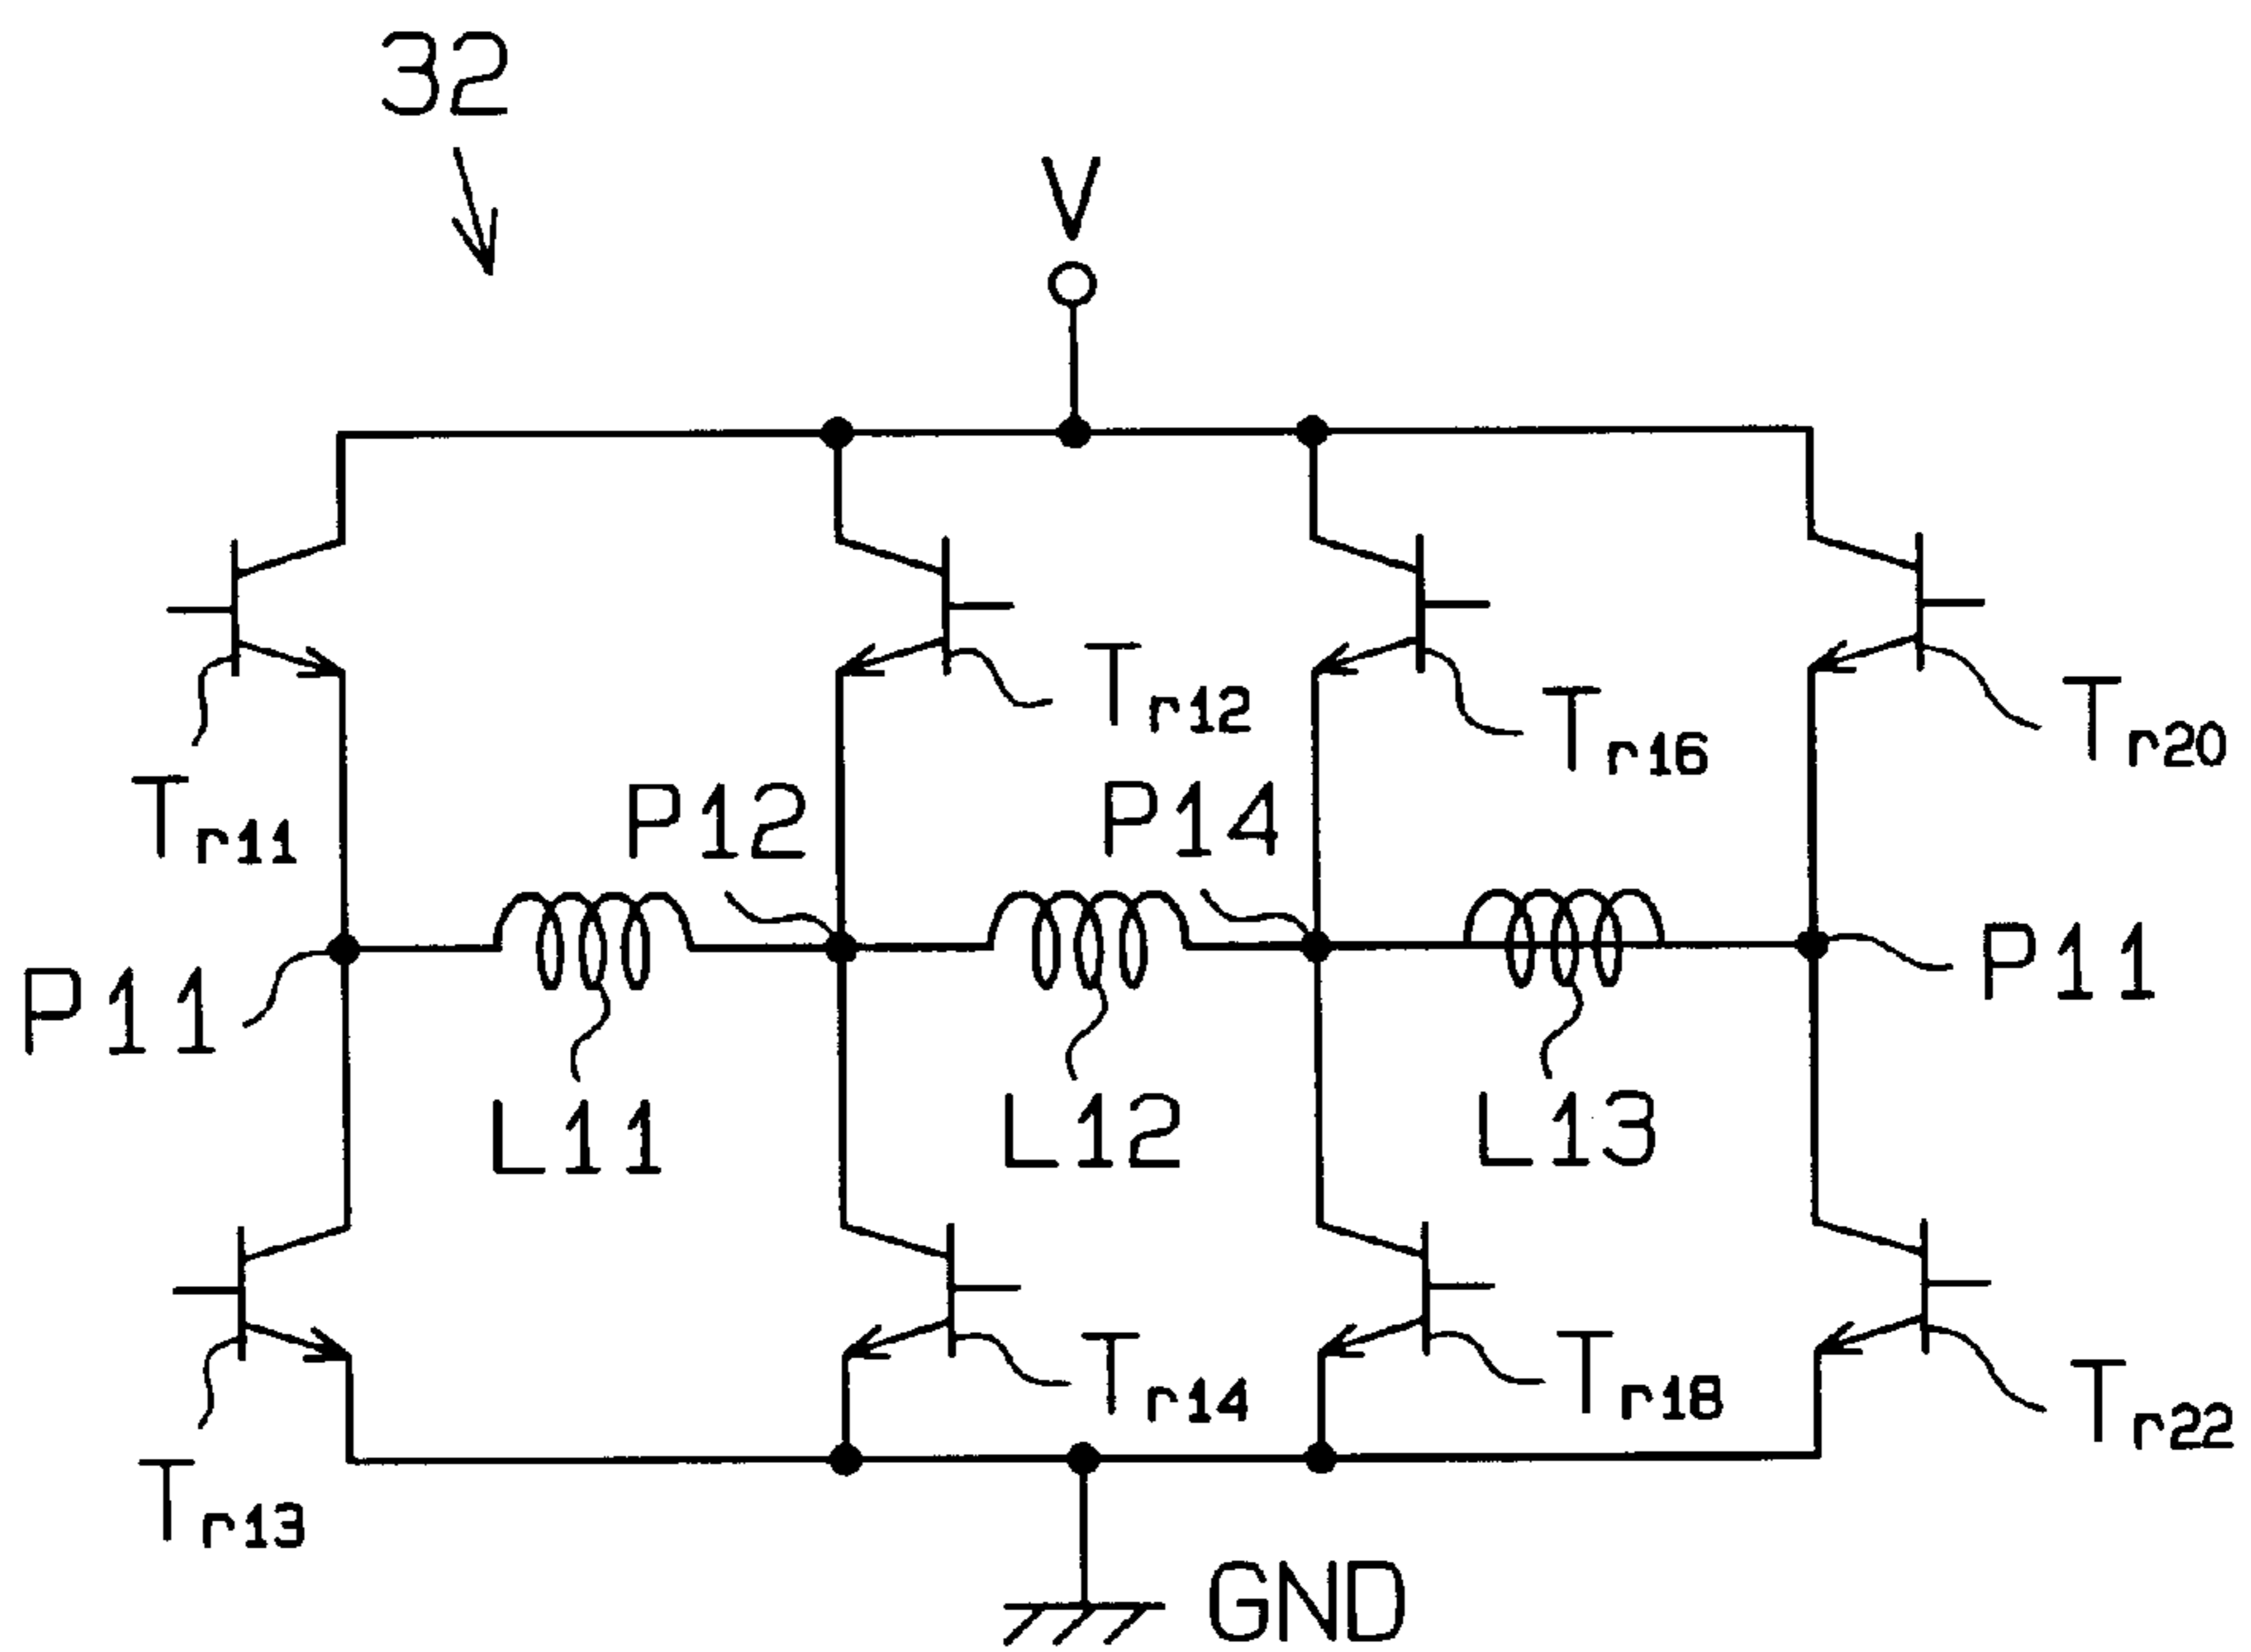 32
V
Tr11
Tr12
Tr16
Tr20
P12
P14
P11
P11
L11
L12
L13
Tr13
Tr14
Tr18
Tr22
GND